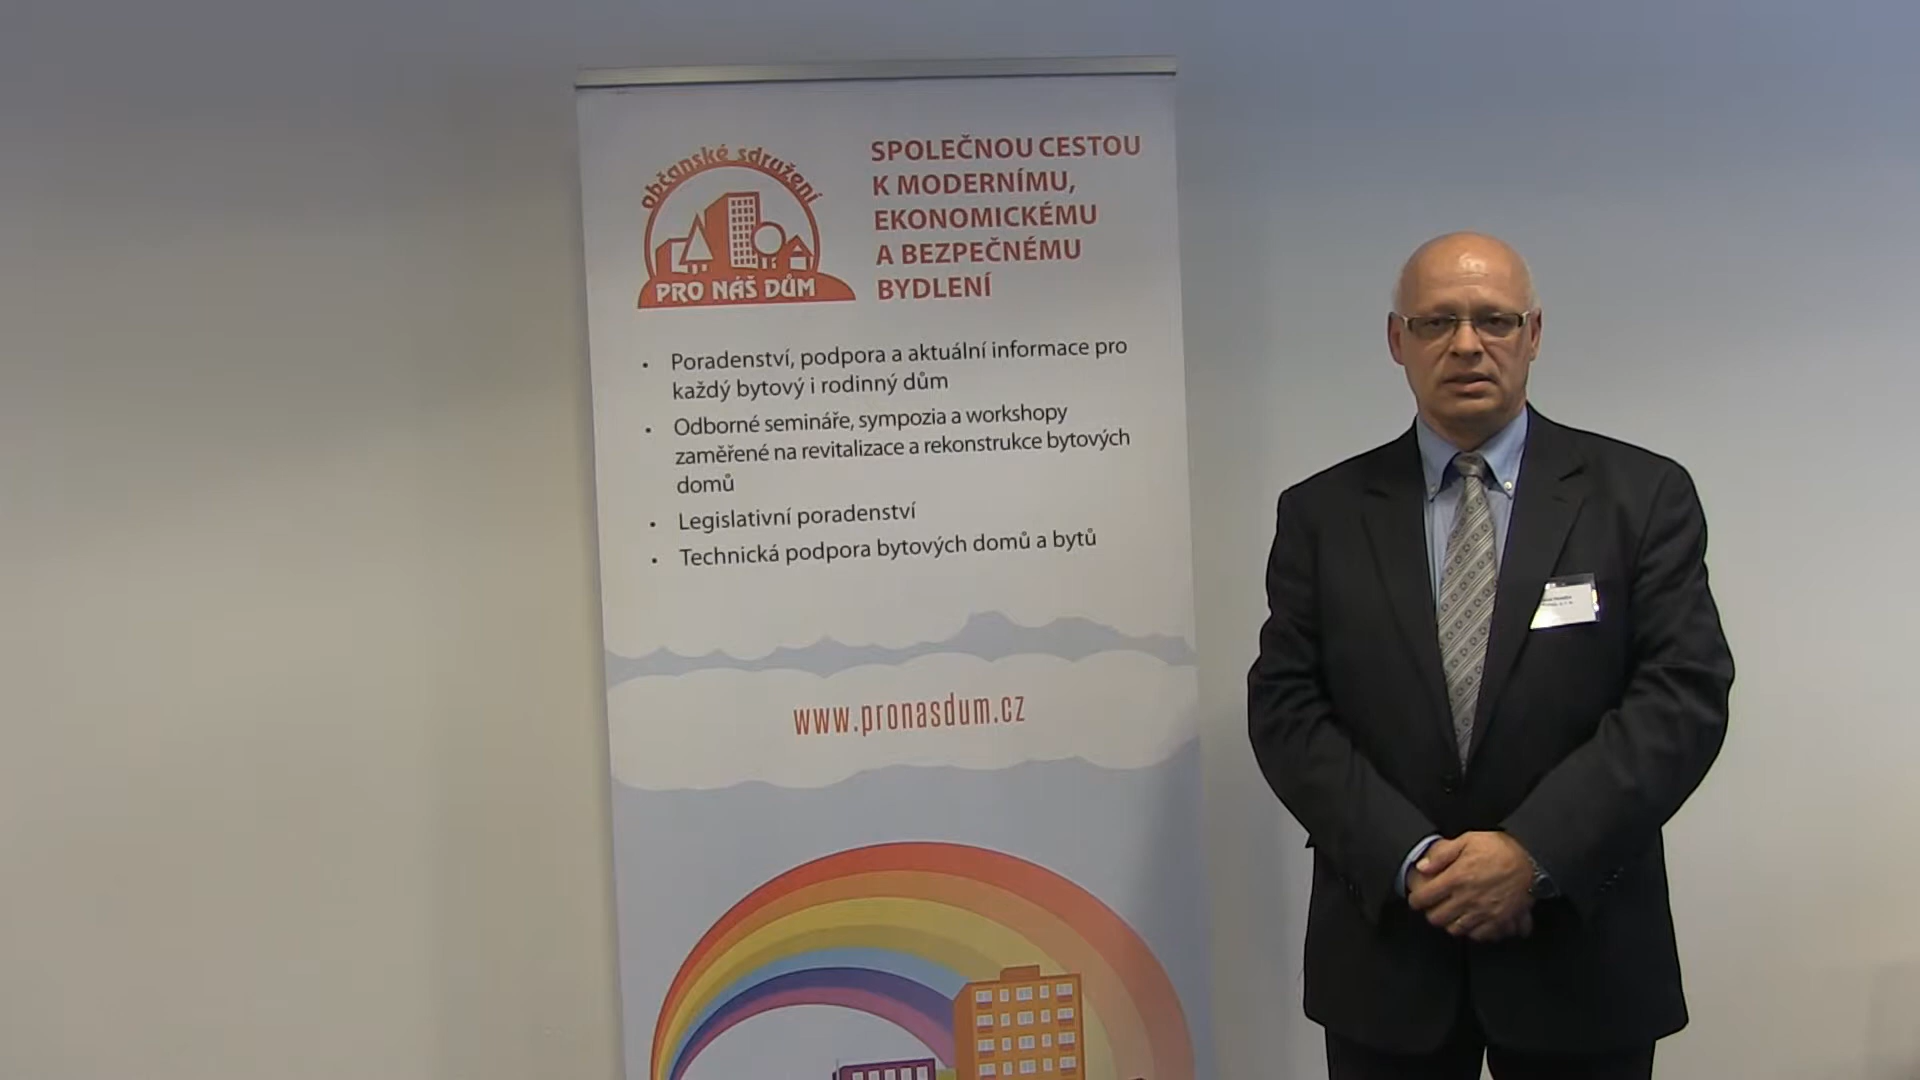 Občanské sdružení
PRO NÁŠ DŮM
SPOLEČNOU CESTOU
K MODERNÍMU,
EKONOMICKÉMU
A BEZPEČNÉMU
BYDLENÍ
• Poradenství, podpora a aktuální informace pro
každý bytový i rodinný dům
• Odborné semináře, sympozia a workshopy
zaměřené na revitalizace a rekonstrukce bytových
domů
• Legislativní poradenství
• Technická podpora bytových domů a bytů
www.pronasdum.cz